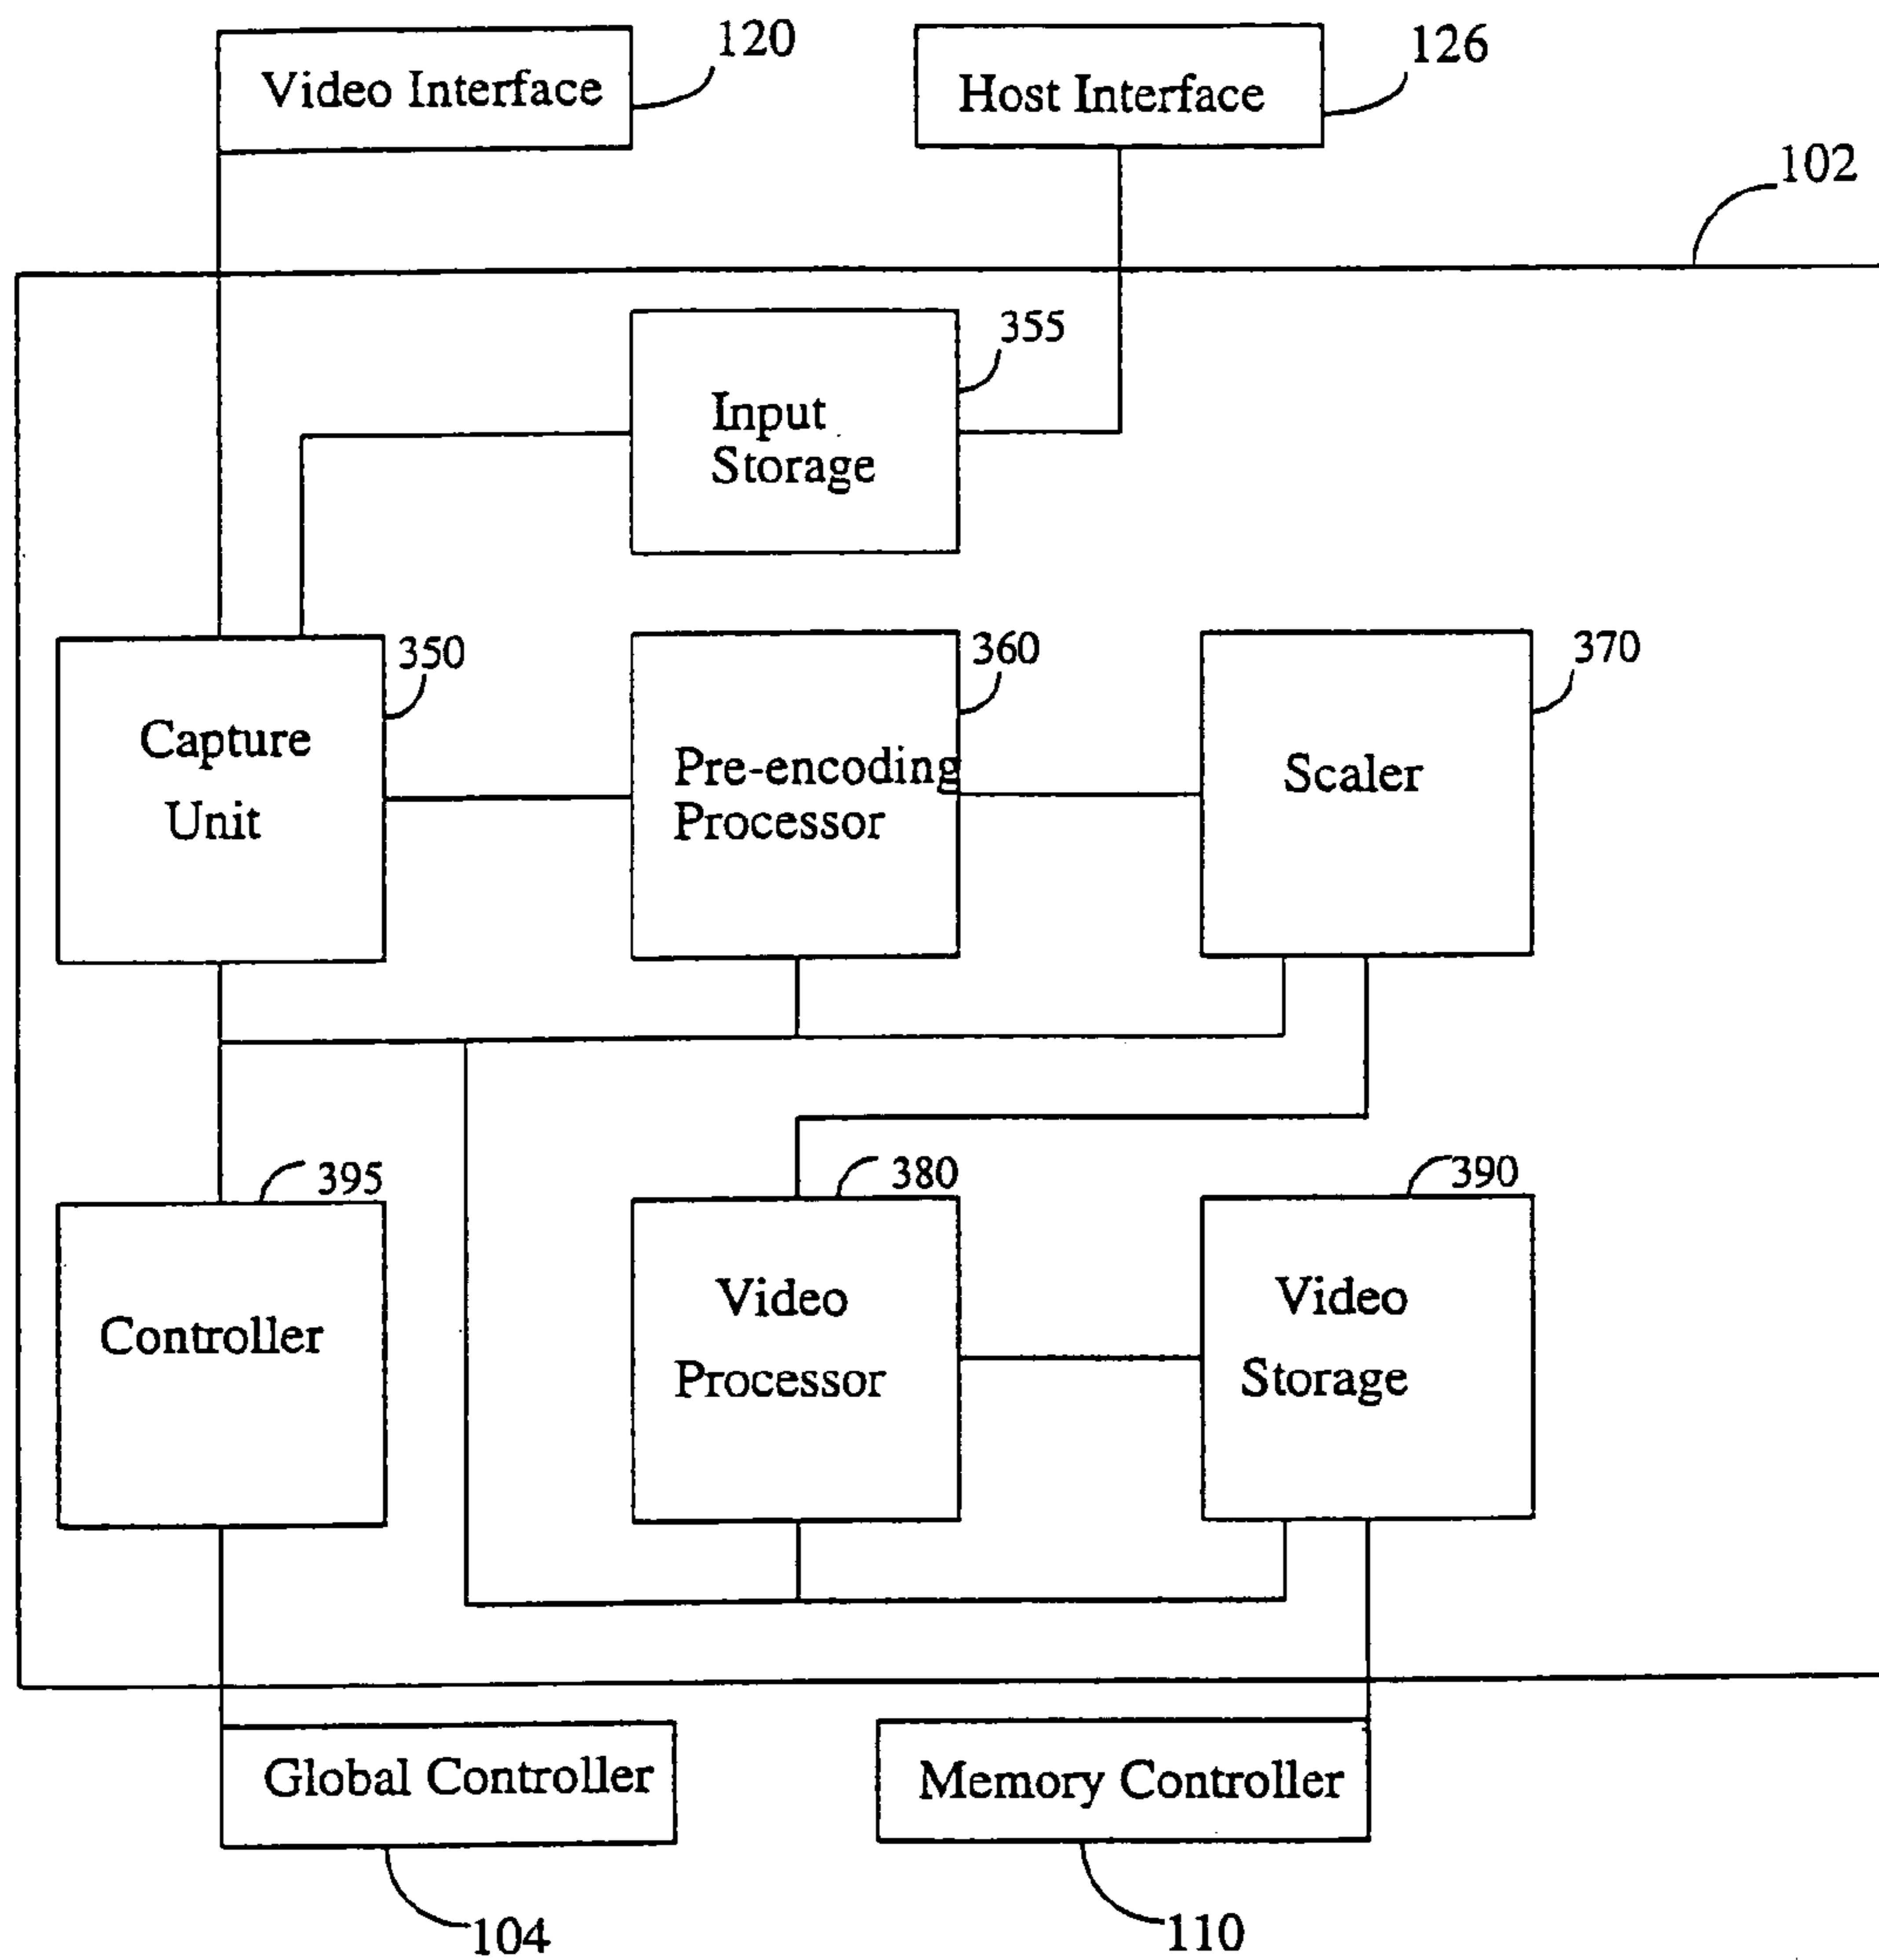 120
Video Interface
126
Host Interface
102
355
Input
Storage
350
Capture
Unit
360
Pre-encoding
Processor
370
Scaler
395
Controller
380
Video
Processor
390
Video
Storage
Global Controller
104
Memory Controller
110